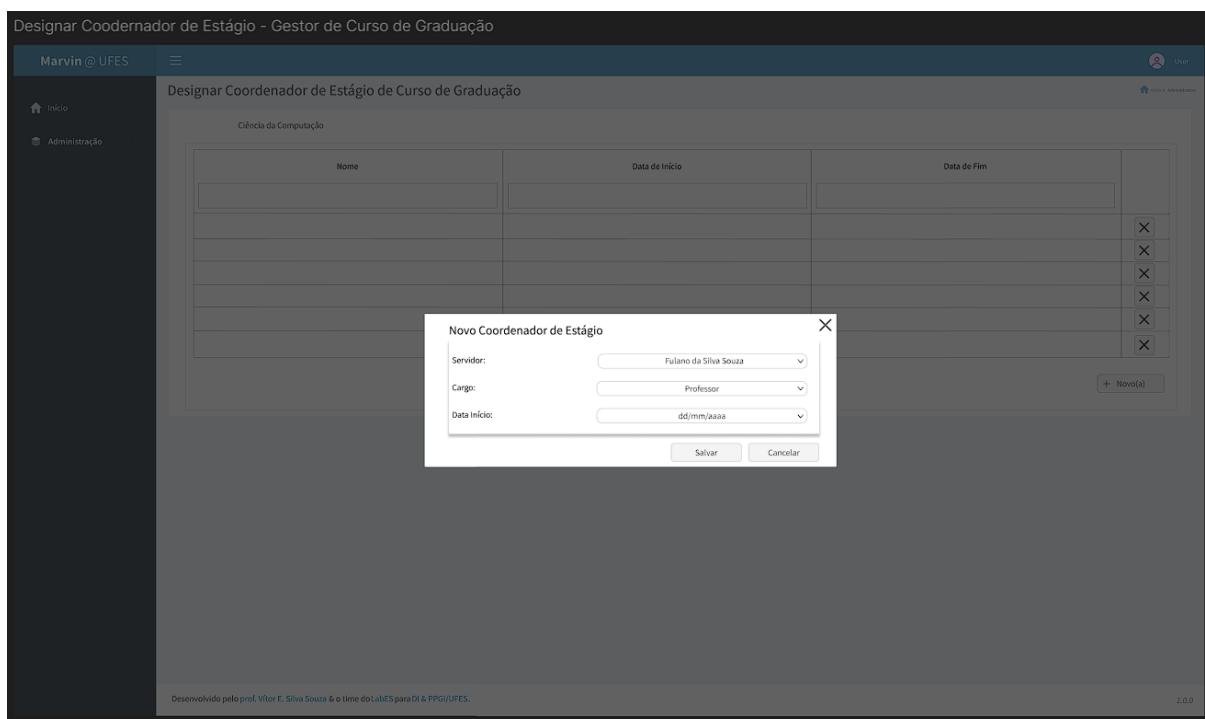 Designar Coodernador de Estágio - Gestor de Curso de Graduação
Marvin @ UFES
User
Designar Coordenador de Estágio de Curso de Graduação
Início
Administração
Ciência da Computação
Nome Data de Início Data de Fim
Novo Coordenador de Estágio
Servidor: Fulano da Silva Souza
Cargo: Professor
Data Início: dd/mm/aaaa
+ Novo(a)
Salvar Cancelar
Desenvolvido pelo prof. Vítor E. Silva Souza & o time do LabES para DI & PPGI/UFES.
2.0.0